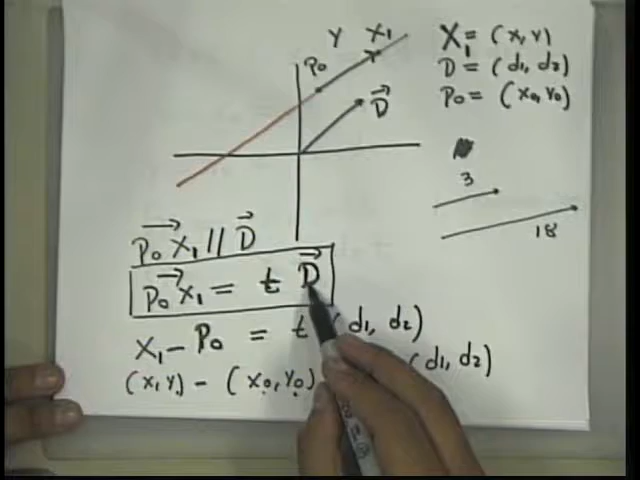 Y X₁
P₀
D⃗
X₁ = (x, y)
D = (d1, d2)
P₀ = (x₀, y₀)
3
18
P₀X₁⃗ // D⃗
P₀X₁⃗ = t D⃗
X₁ - P₀ = t (d1, d2)
(x, y) - (x₀, y₀) (d1, d2)